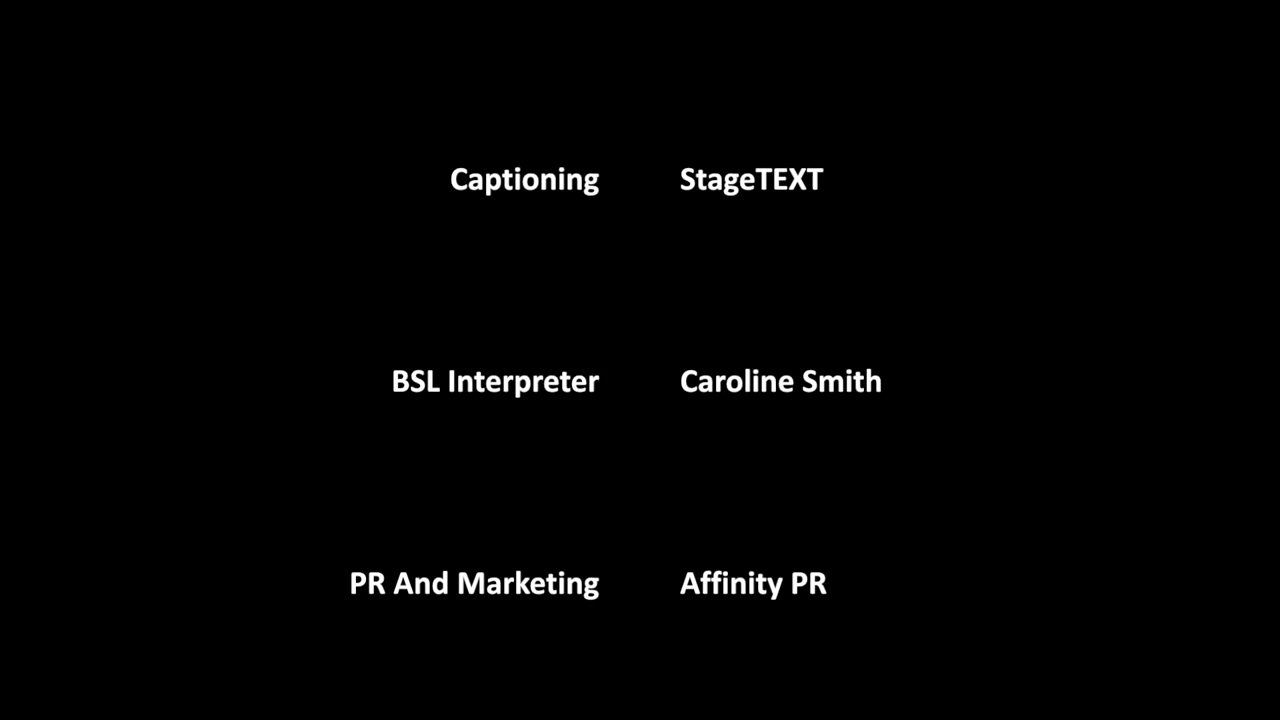 Captioning StageTEXT
BSL Interpreter Caroline Smith
PR And Marketing Affinity PR